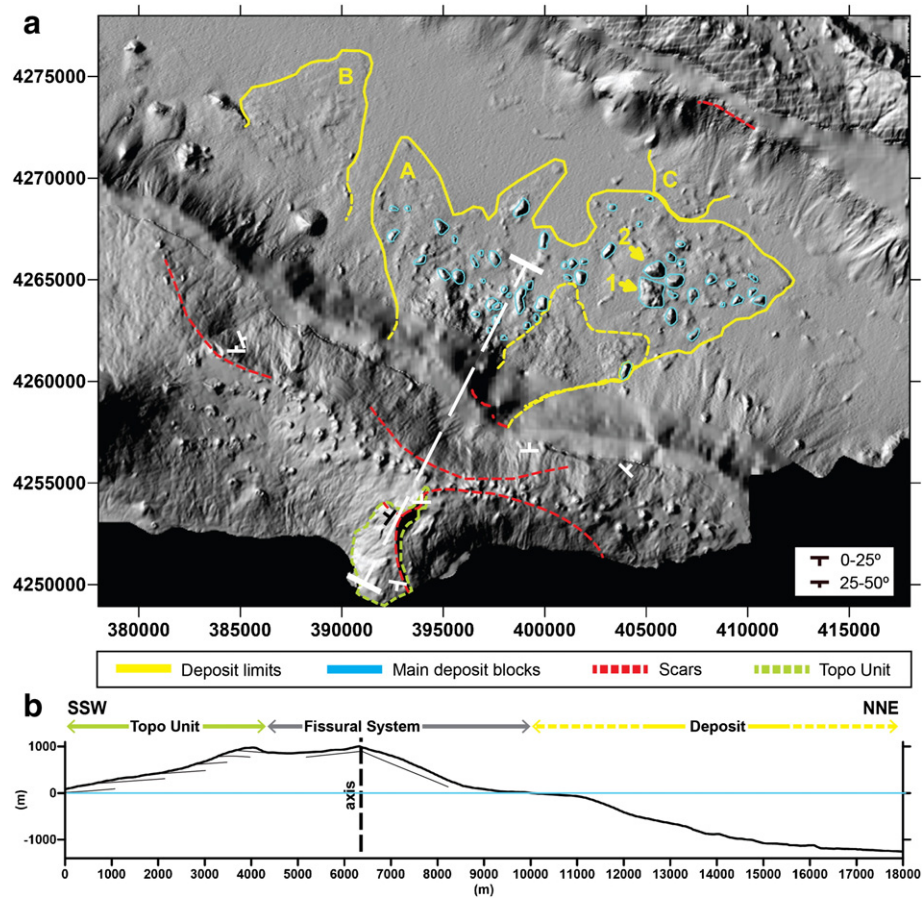 a
4275000
4270000
4265000
4260000
4255000
4250000
B
A
C
2
1
0-25º
25-50º
380000 385000 390000 395000 400000 405000 410000 415000
Deposit limits Main deposit blocks Scars Topo Unit
b
SSW NNE
Topo Unit Fissural System Deposit
1000
0
-1000
(m)
axis
0 1000 2000 3000 4000 5000 6000 7000 8000 9000 10000 11000 12000 13000 14000 15000 16000 17000 18000
(m)